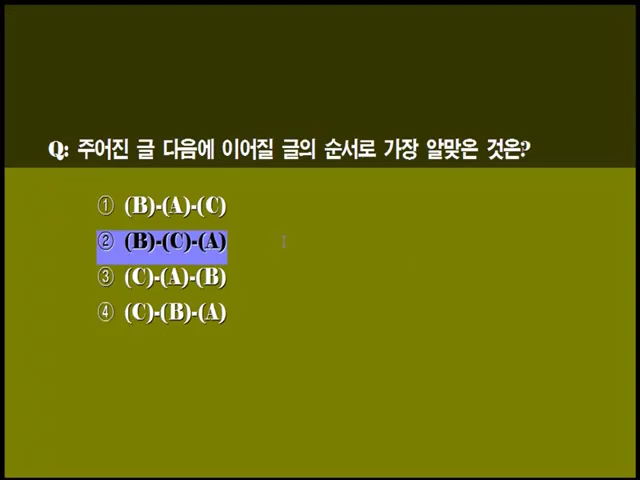 Q: 주어진 글 다음에 이어질 글의 순서로 가장 알맞은 것은?
① (B)-(A)-(C)
② (B)-(C)-(A)
③ (C)-(A)-(B)
④ (C)-(B)-(A)